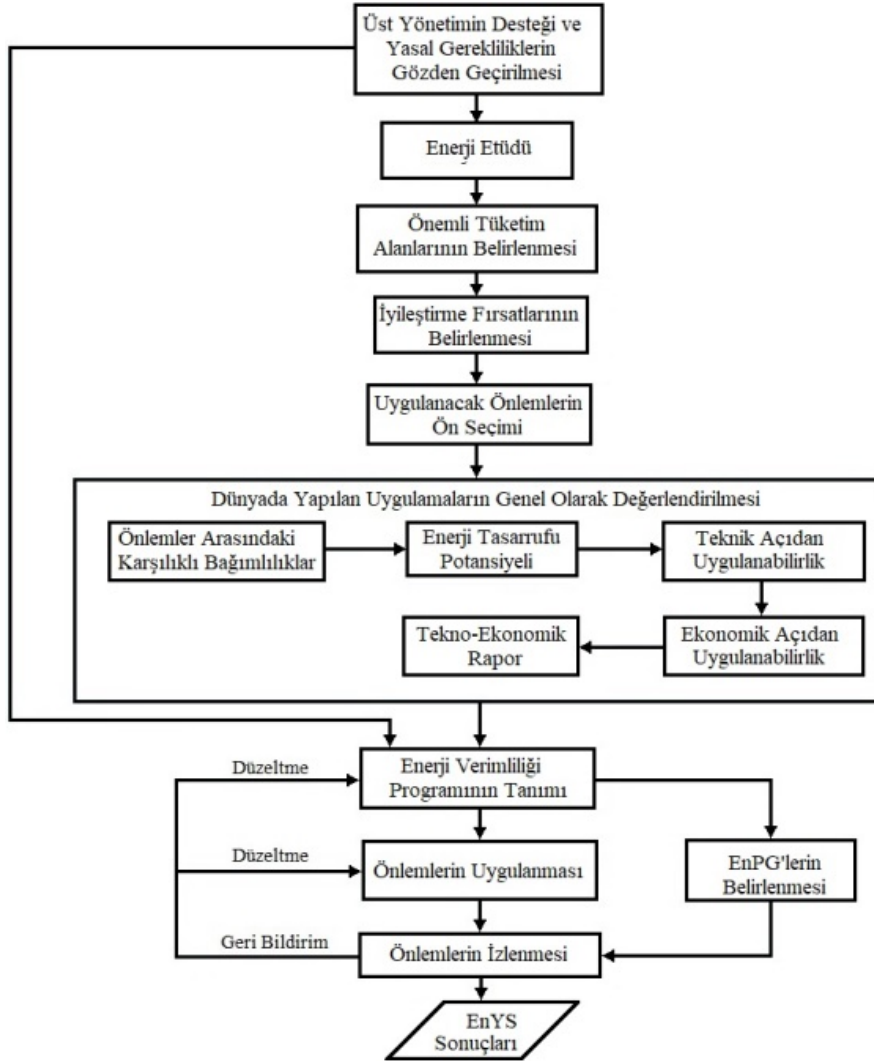 Üst Yönetimin Desteği ve
Yasal Gerekliliklerin
Gözden Geçirilmesi
Enerji Etüdü
Önemli Tüketim
Alanlarının Belirlenmesi
İyileştirme Fırsatlarının
Belirlenmesi
Uygulanacak Önlemlerin
Ön Seçimi
Dünyada Yapılan Uygulamaların Genel Olarak Değerlendirilmesi
Önlemler Arasındaki
Karşılıklı Bağımlılıklar
Enerji Tasarrufu
Potansiyeli
Teknik Açıdan
Uygulanabilirlik
Ekonomik Açıdan
Uygulanabilirlik
Tekno-Ekonomik
Rapor
Enerji Verimliliği
Programının Tanımı
Düzeltme
Önlemlerin Uygulanması
Düzeltme
EnPG'lerin
Belirlenmesi
Önlemlerin İzlenmesi
Geri Bildirim
EnYS
Sonuçları